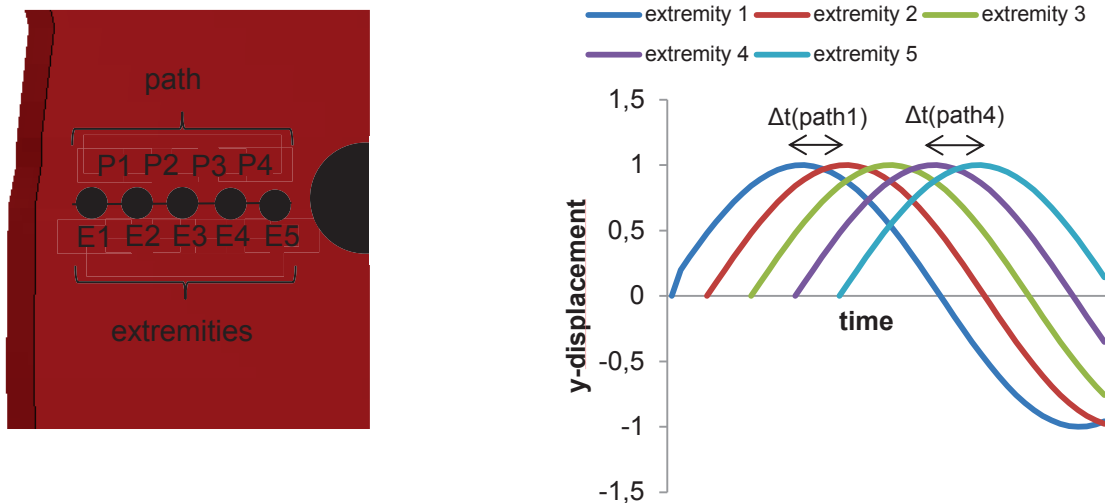 path
P1 P2 P3 P4
E1 E2 E3 E4 E5
extremities
extremity 1 extremity 2 extremity 3
extremity 4 extremity 5
Δt(path1) Δt(path4)
1,5
1
0,5
0
-0,5
-1
-1,5
y-displacement
time